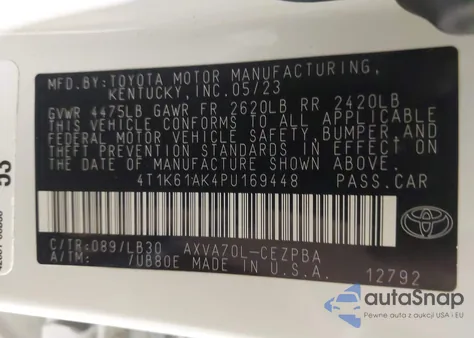 MFD.BY: TOYOTA MOTOR MANUFACTURING,
KENTUCKY, INC. 05/23
GVWR 4475LB GAWR FR 2620LB RR 2420LB
THIS VEHICLE CONFORMS TO ALL APPLICABLE
FEDERAL MOTOR VEHICLE SAFETY, BUMPER AND
THEFT PREVENTION STANDARDS IN EFFECT ON
THE DATE OF MANUFACTURE SHOWN ABOVE.
4T1K61AK4PU169448 PASS.CAR
C/TR:089/LB30 AXVA70L-CEZPBA
A/TM: /UB80E MADE IN U.S.A.
12792
TOYOTA
53
autoSnap
Pewne auta z aukcji USA i EU